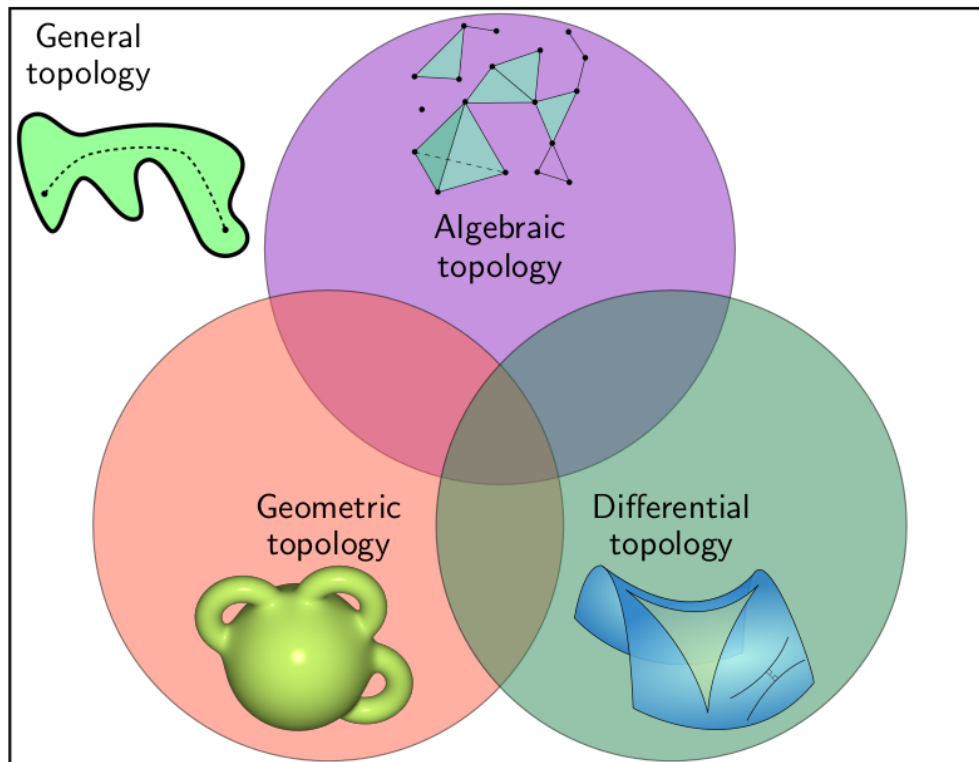 General
topology
Algebraic
topology
Geometric
topology
Differential
topology